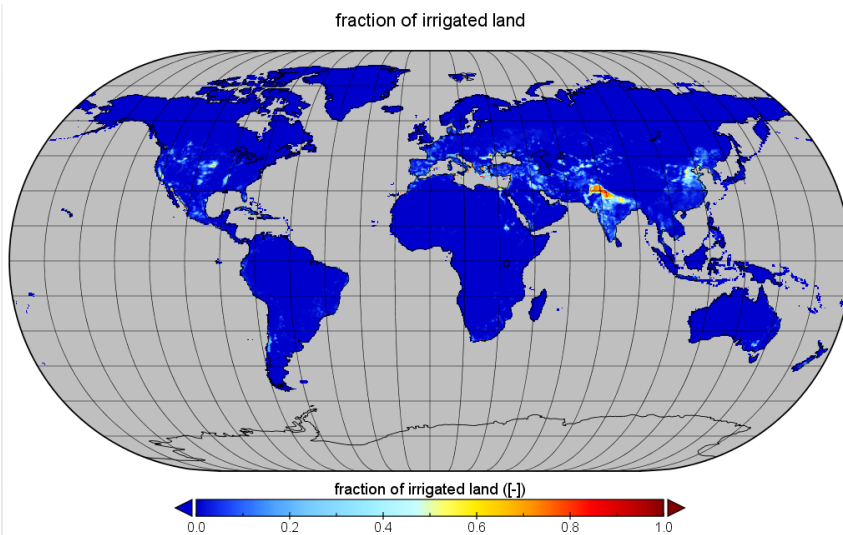 fraction of irrigated land
fraction of irrigated land ([-])
0.0 0.2 0.4 0.6 0.8 1.0